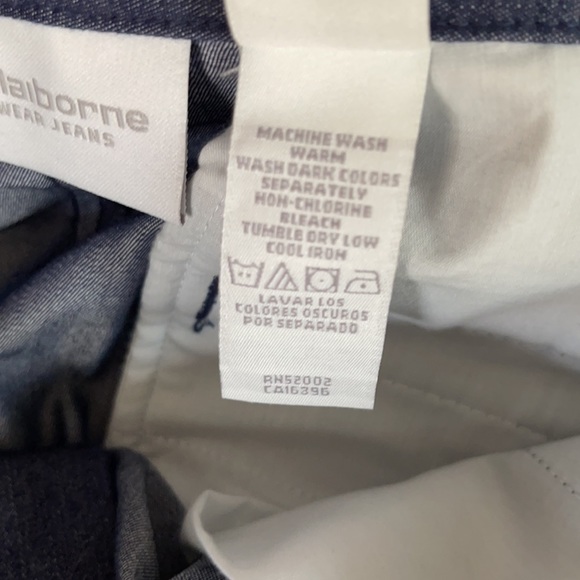 WEAR JEANS
MACHINE WASH
WARM
WASH DARK COLORS
SEPARATELY
NON-CHLORINE
BLEACH
TUMBLE DRY LOW
COOL IRON
LAVAR LOS
COLORES OSCUROS
POR SEPARADO
RN52002
CA16396